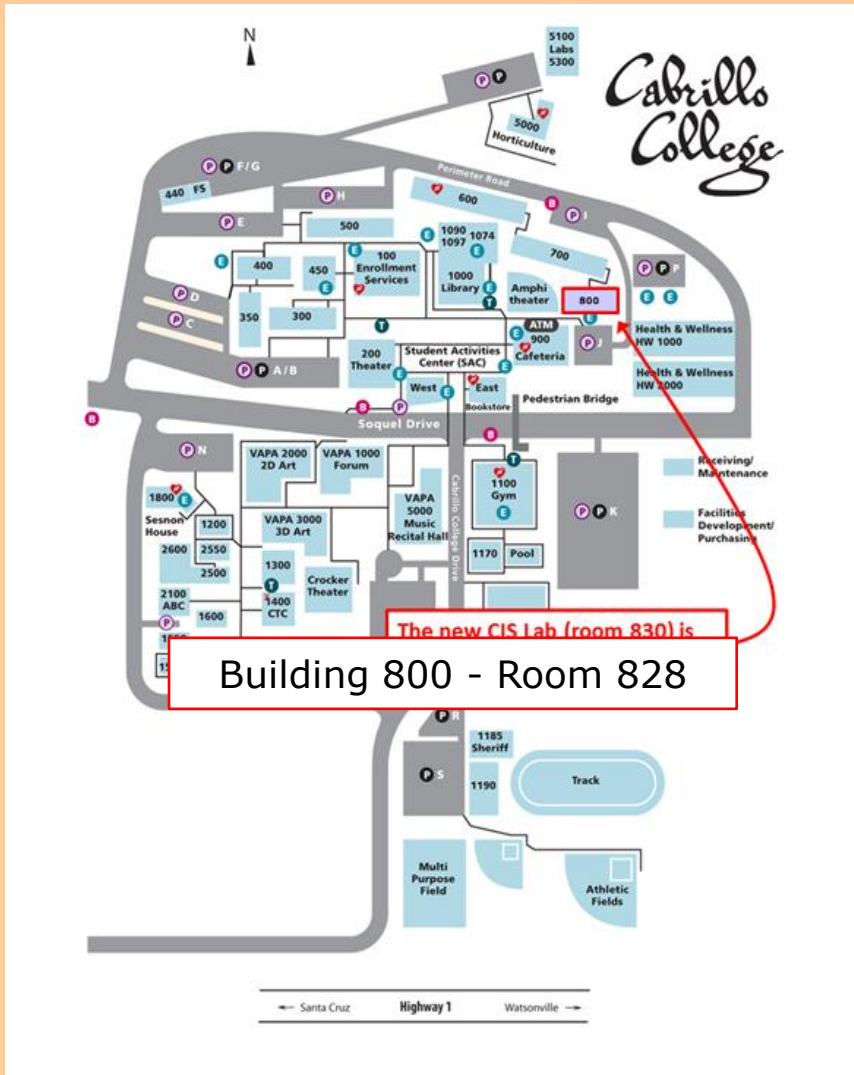 N
5100
Labs
5300
Cabrillo
College
P P
5000
Horticulture
P P F/G
440 FS
Perimeter Road
P H
600
B
P I
P E
500
1090 1074
1097
E
E
700
E
400
450
E
100
Enrollment
Services
E
1000
Library
E
T
Amphi
theater
P P P
E E
800
E
P D
P C
350
300
T
ATM
E
900
Cafeteria
P J
Health & Wellness
HW 1000
Student Activities
Center (SAC)
200
Theater
E
E
P P A/B
West
E
East
Bookstore
Health & Wellness
HW 2000
Pedestrian Bridge
B
B
P
Soquel Drive
B
P N
VAPA 2000
2D Art
VAPA 1000
Forum
T
1100
Gym
E
Receiving/
Maintenance
1800
E
Sesnon
House
VAPA
5000
Music
Recital Hall
Cabrillo College Drive
P P K
Facilities
Development/
Purchasing
1200
VAPA 3000
3D Art
2600
2550
2500
1170
Pool
1300
T
Crocker
Theater
2100
ABC
1400
CTC
1600
P
The new CIS Lab (room 830) is
Building 800 - Room 828
P R
1185
Sheriff
P S
1190
Track
Multi
Purpose
Field
Athletic
Fields
← Santa Cruz Highway 1 Watsonville →